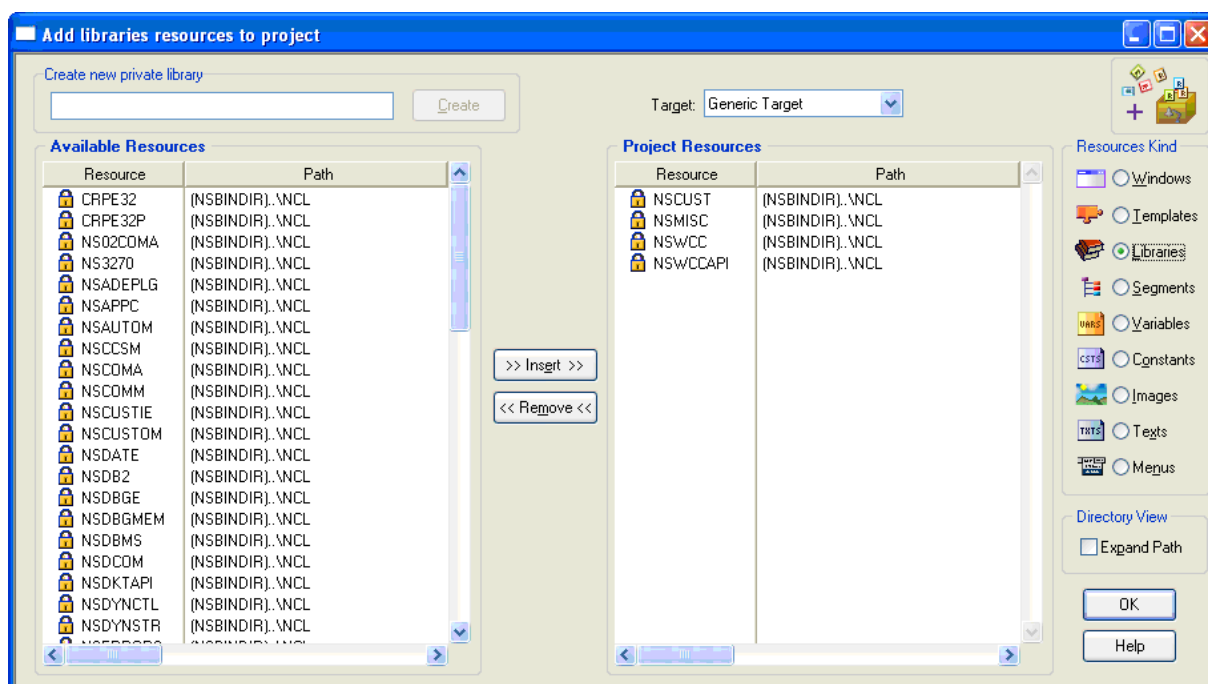 Add libraries resources to project
Create new private library
Create
Target: Generic Target
Available Resources
Resource Path
CRPE32 (NSBINDIR)..\NCL
CRPE32P (NSBINDIR)..\NCL
NS02COMA (NSBINDIR)..\NCL
NS3270 (NSBINDIR)..\NCL
NSADEPLG (NSBINDIR)..\NCL
NSAPPC (NSBINDIR)..\NCL
NSAUTOM (NSBINDIR)..\NCL
NSCCSM (NSBINDIR)..\NCL
NSCOMA (NSBINDIR)..\NCL
NSCOMM (NSBINDIR)..\NCL
NSCUSTIE (NSBINDIR)..\NCL
NSCUSTOM (NSBINDIR)..\NCL
NSDATE (NSBINDIR)..\NCL
NSDB2 (NSBINDIR)..\NCL
NSDBGE (NSBINDIR)..\NCL
NSDBGMEM (NSBINDIR)..\NCL
NSDBMS (NSBINDIR)..\NCL
NSDCOM (NSBINDIR)..\NCL
NSDKTAPI (NSBINDIR)..\NCL
NSDYNCTL (NSBINDIR)..\NCL
NSDYNSTR (NSBINDIR)..\NCL
>> Insert >>
<< Remove <<
Project Resources
Resource Path
NSCUST (NSBINDIR)..\NCL
NSMISC (NSBINDIR)..\NCL
NSWCC (NSBINDIR)..\NCL
NSWCCAPI (NSBINDIR)..\NCL
Resources Kind
Windows
Templates
Libraries
Segments
VARS Variables
CSTS Constants
Images
TXTS Texts
Menus
Directory View
Expand Path
OK
Help